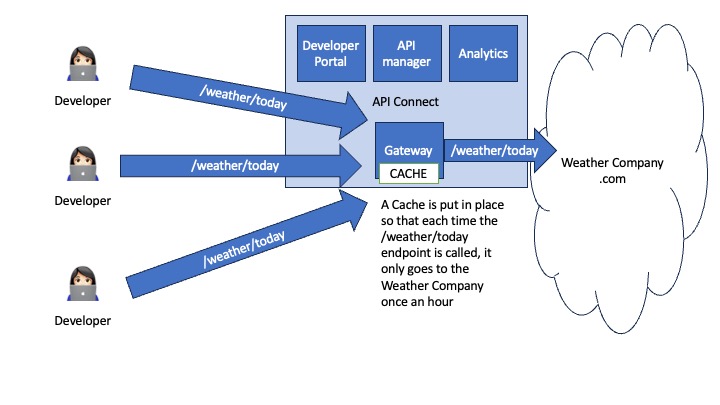 Developer
Portal
API
manager
Analytics
API Connect
Developer
/weather/today
Developer
/weather/today
Developer
/weather/today
Gateway
CACHE
/weather/today
Weather Company
.com
A Cache is put in place
so that each time the
/weather/today
endpoint is called, it
only goes to the
Weather Company
once an hour